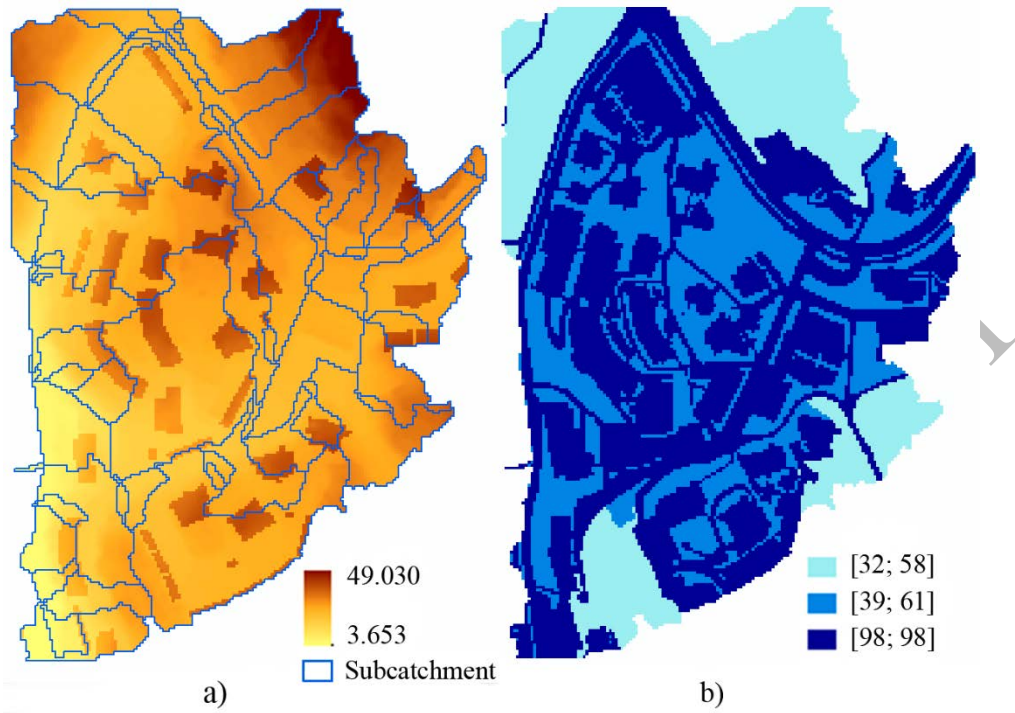 49.030
3.653
Subcatchment
a)
[32; 58]
[39; 61]
[98; 98]
b)